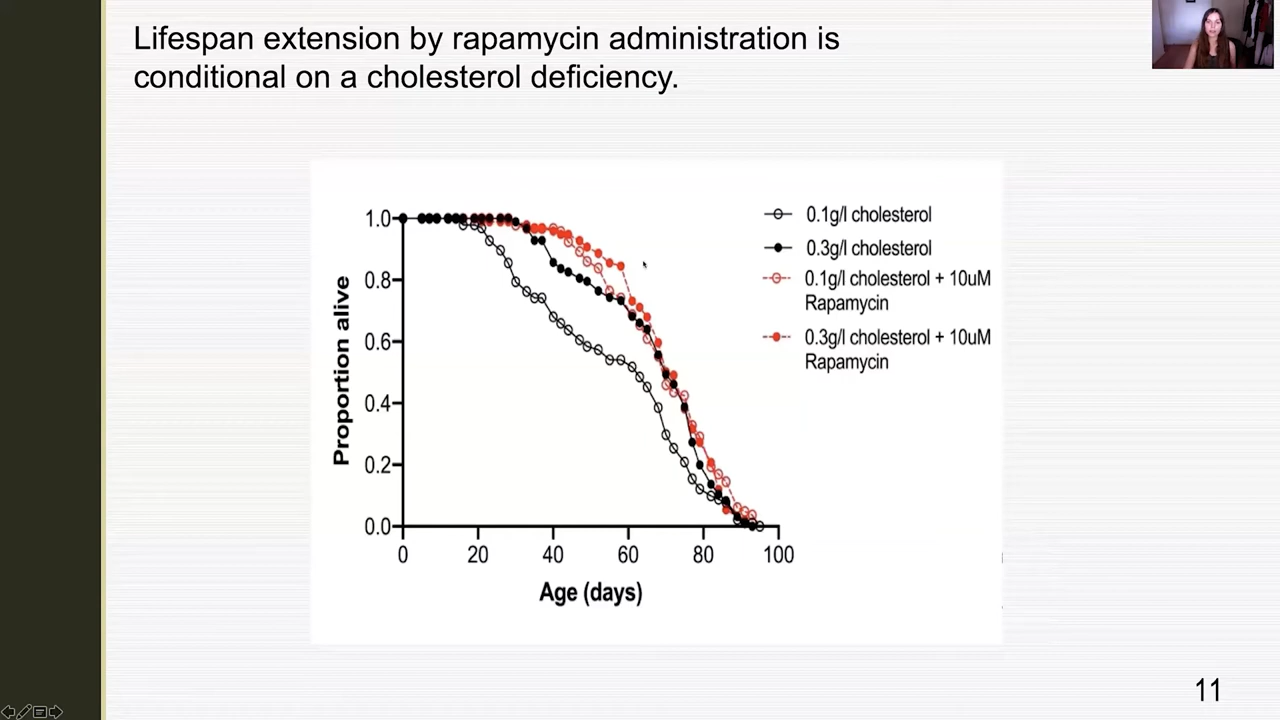 Lifespan extension by rapamycin administration is
conditional on a cholesterol deficiency.
1.0
0.8
0.6
0.4
0.2
0.0
Proportion alive
0 20 40 60 80 100
Age (days)
0.1g/l cholesterol
0.3g/l cholesterol
0.1g/l cholesterol + 10uM
Rapamycin
0.3g/l cholesterol + 10uM
Rapamycin
11